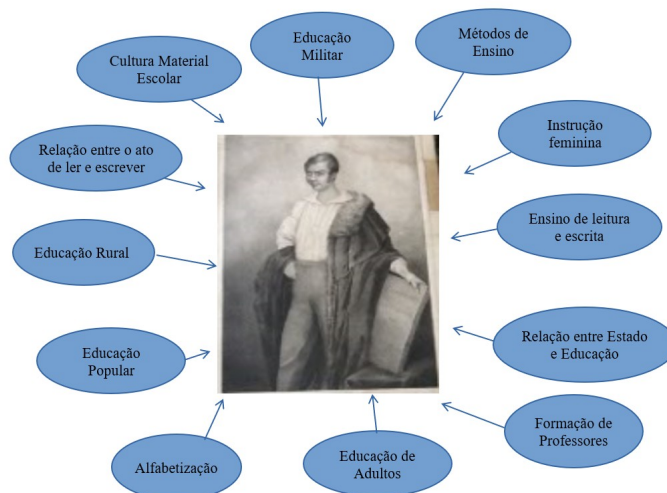 Educação
Militar
Métodos de
Ensino
Cultura Material
Escolar
Instrução
feminina
Relação entre o ato
de ler e escrever
Ensino de leitura
e escrita
Educação Rural
Relação entre Estado
e Educação
Educação
Popular
Formação de
Professores
Alfabetização
Educação de
Adultos